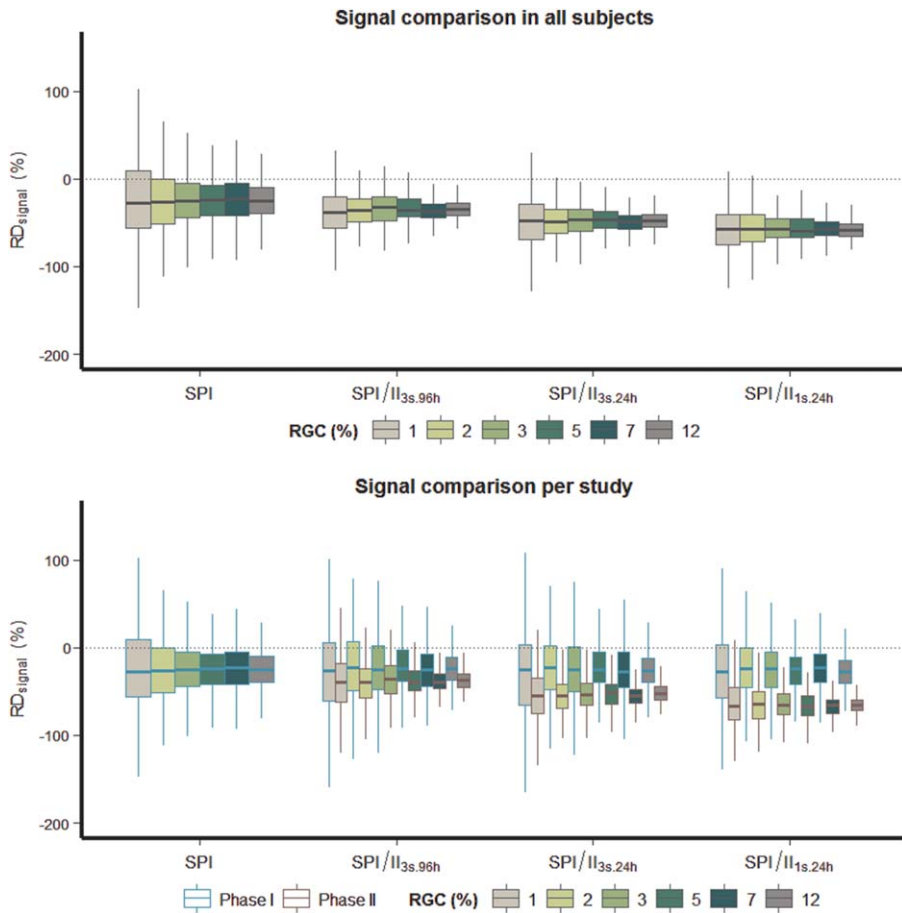 Signal comparison in all subjects
100
0
-100
-200
RDsignal (%)
SPI SPI/II3s.96h SPI/II3s.24h SPI/II1s.24h
RGC (%) 1 2 3 5 7 12
Signal comparison per study
100
0
-100
-200
RDsignal (%)
SPI SPI/II3s.96h SPI/II3s.24h SPI/II1s.24h
Phase I Phase II RGC (%) 1 2 3 5 7 12